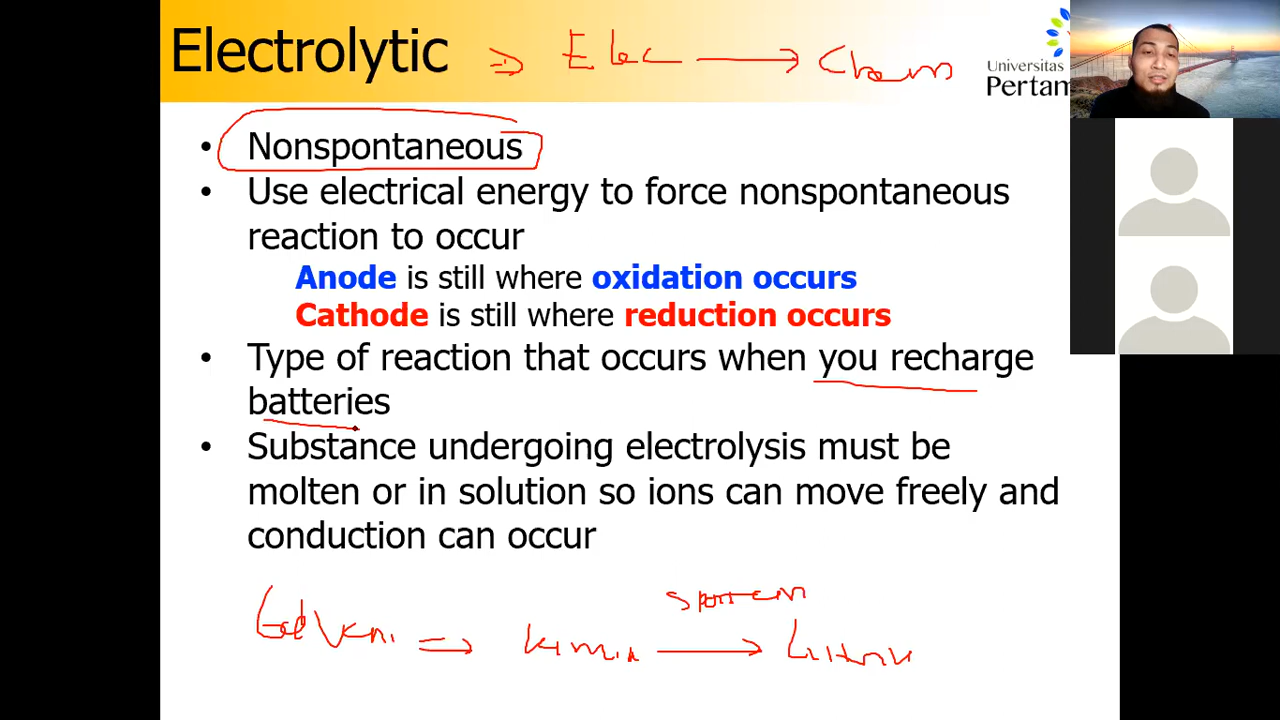 Electrolytic ⇒ Elec → Chem
Universitas
Pertam
• Nonspontaneous
• Use electrical energy to force nonspontaneous
reaction to occur
Anode is still where oxidation occurs
Cathode is still where reduction occurs
• Type of reaction that occurs when you recharge
batteries
• Substance undergoing electrolysis must be
molten or in solution so ions can move freely and
conduction can occur
Galvani ⇒ kimia →